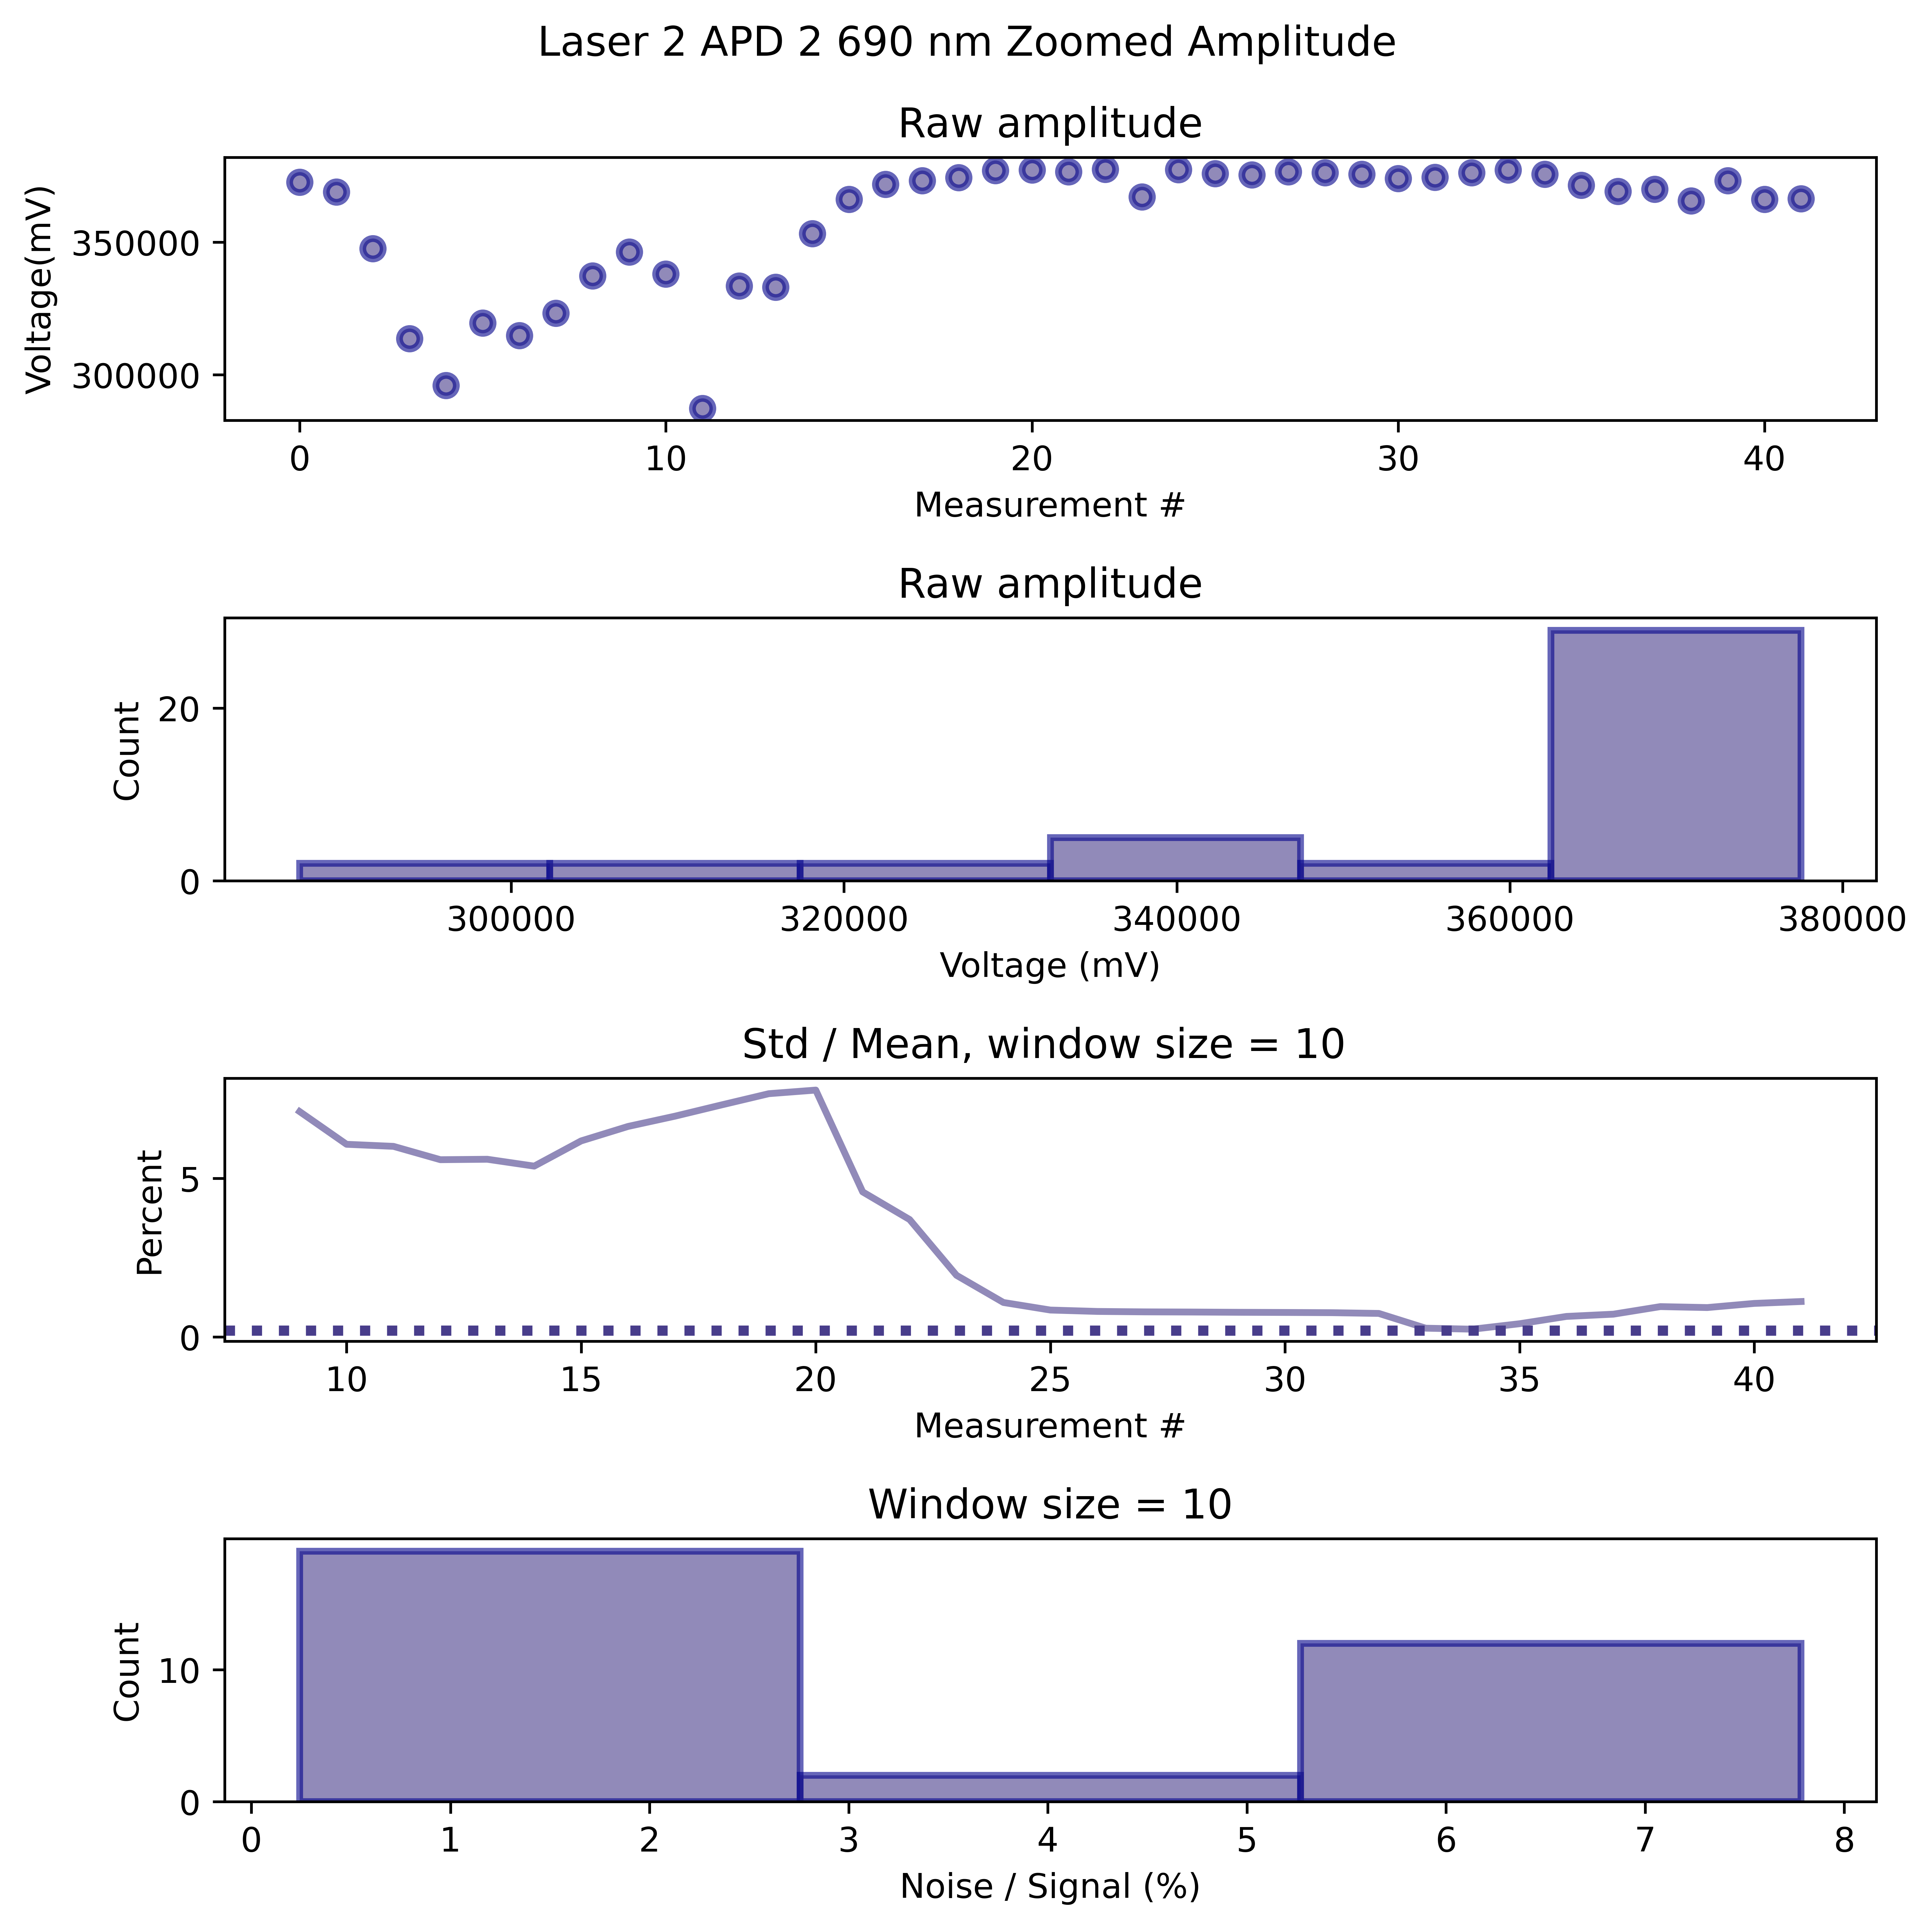 Laser 2 APD 2 690 nm Zoomed Amplitude
Raw amplitude
Voltage(mV)
350000
300000
0 10 20 30 40
Measurement #
Raw amplitude
Count
20
0
300000 320000 340000 360000 380000
Voltage (mV)
Std / Mean, window size = 10
Percent
5
0
10 15 20 25 30 35 40
Measurement #
Window size = 10
Count
10
0
0 1 2 3 4 5 6 7 8
Noise / Signal (%)